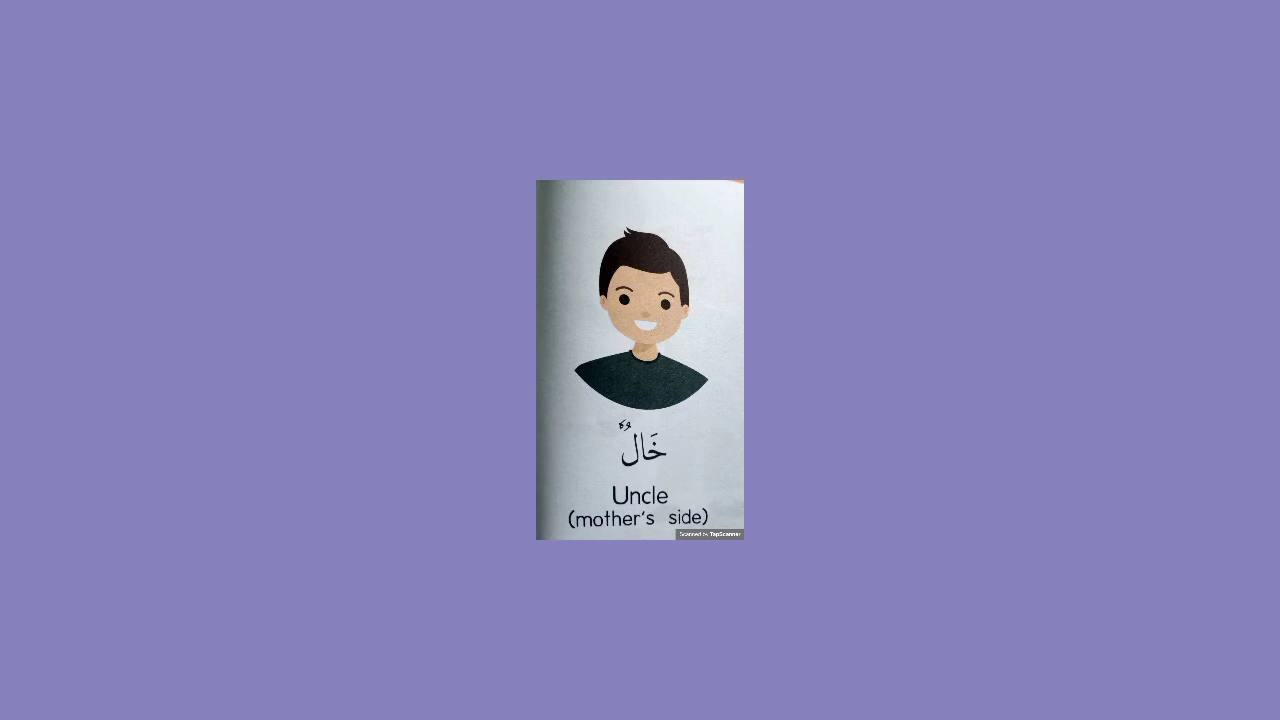 خَالٌ
Uncle
(mother's side)
Scanned by TapScanner